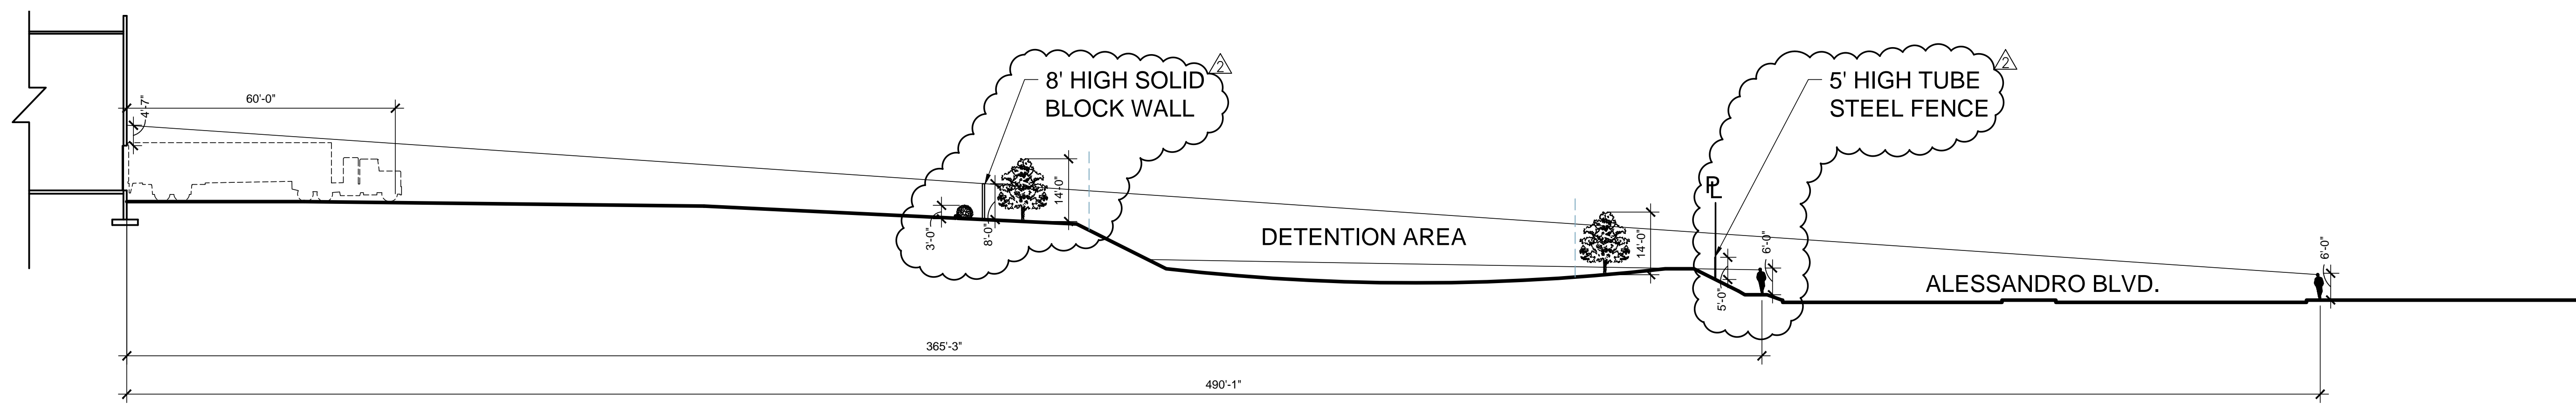 60'-0"
4'-7"
8' HIGH SOLID
BLOCK WALL
2
14'-0"
3'-0"
8'-0"
DETENTION AREA
14'-0"
5' HIGH TUBE
STEEL FENCE
2
PL
6'-0"
5'-0"
ALESSANDRO BLVD.
6'-0"
365'-3"
490'-1"